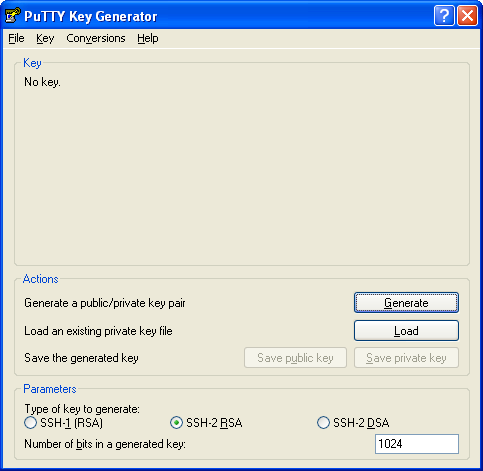 PuTTY Key Generator
File Key Conversions Help
Key
No key.
Actions
Generate a public/private key pair Generate
Load an existing private key file Load
Save the generated key Save public key Save private key
Parameters
Type of key to generate:
SSH-1 (RSA) SSH-2 RSA SSH-2 DSA
Number of bits in a generated key: 1024